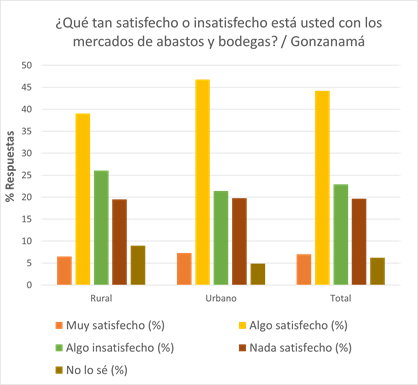 ¿Qué tan satisfecho o insatisfecho está usted con los
mercados de abastos y bodegas? / Gonzanamá
% Respuestas
50
45
40
35
30
25
20
15
10
5
0
Rural
Urbano
Total
Muy satisfecho (%)
Algo satisfecho (%)
Algo insatisfecho (%)
Nada satisfecho (%)
No lo sé (%)